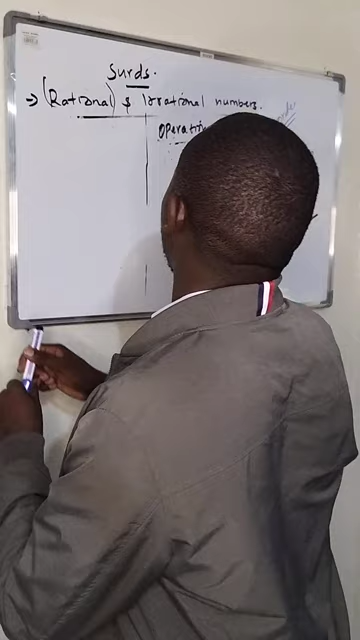 Surds.
→ (Rational) & Irrational numbers.